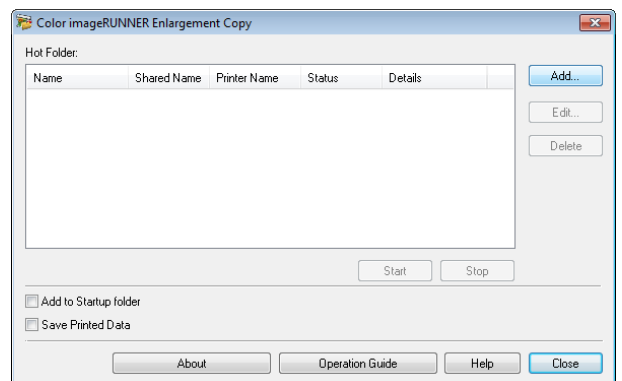 Color imageRUNNER Enlargement Copy
Hot Folder:
Name Shared Name Printer Name Status Details
Add...
Edit...
Delete
Start Stop
Add to Startup folder
Save Printed Data
About Operation Guide Help Close